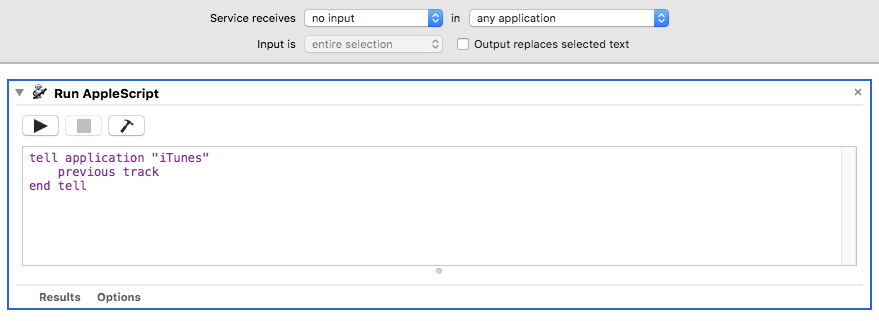 Service receives no input in any application
Input is entire selection Output replaces selected text
Run AppleScript
tell application "iTunes"
previous track
end tell
Results Options